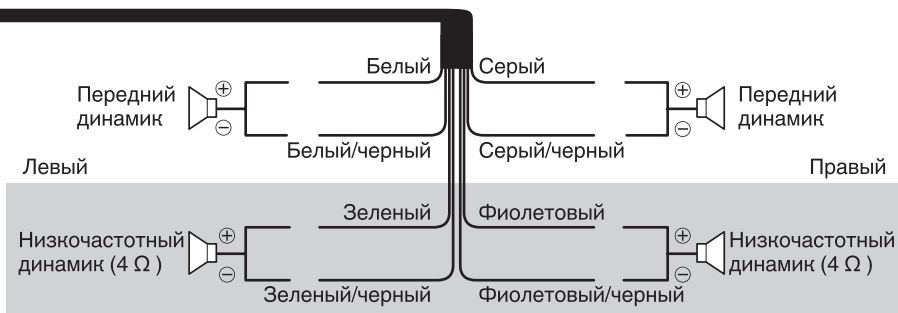 Белый
Серый
Передний
динамик
⊕
⊖
⊕
⊖
Передний
динамик
Белый/черный
Серый/черный
Левый
Правый
Зеленый
Фиолетовый
Низкочастотный
динамик (4 Ω )
⊕
⊖
⊕
⊖
Низкочастотный
динамик (4 Ω )
Зеленый/черный
Фиолетовый/черный